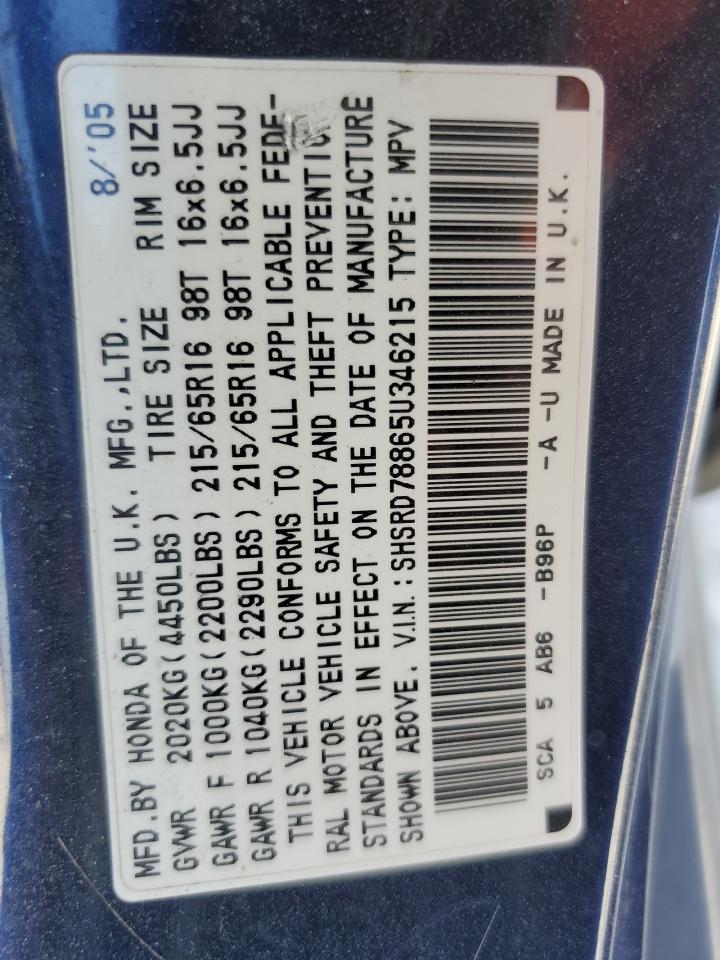 MFD.BY HONDA OF THE U.K. MFG.,LTD. 8/'05
GVWR 2020KG(4450LBS) TIRE SIZE RIM SIZE
GAWR F 1000KG(2200LBS) 215/65R16 98T 16x6.5JJ
GAWR R 1040KG(2290LBS) 215/65R16 98T 16x6.5JJ
THIS VEHICLE CONFORMS TO ALL APPLICABLE FEDE-
RAL MOTOR VEHICLE SAFETY AND THEFT PREVENTION
STANDARDS IN EFFECT ON THE DATE OF MANUFACTURE
SHOWN ABOVE. V.I.N.:SHSRD78865U346215 TYPE: MPV
SCA 5 AB6 -B96P -A -U MADE IN U.K.